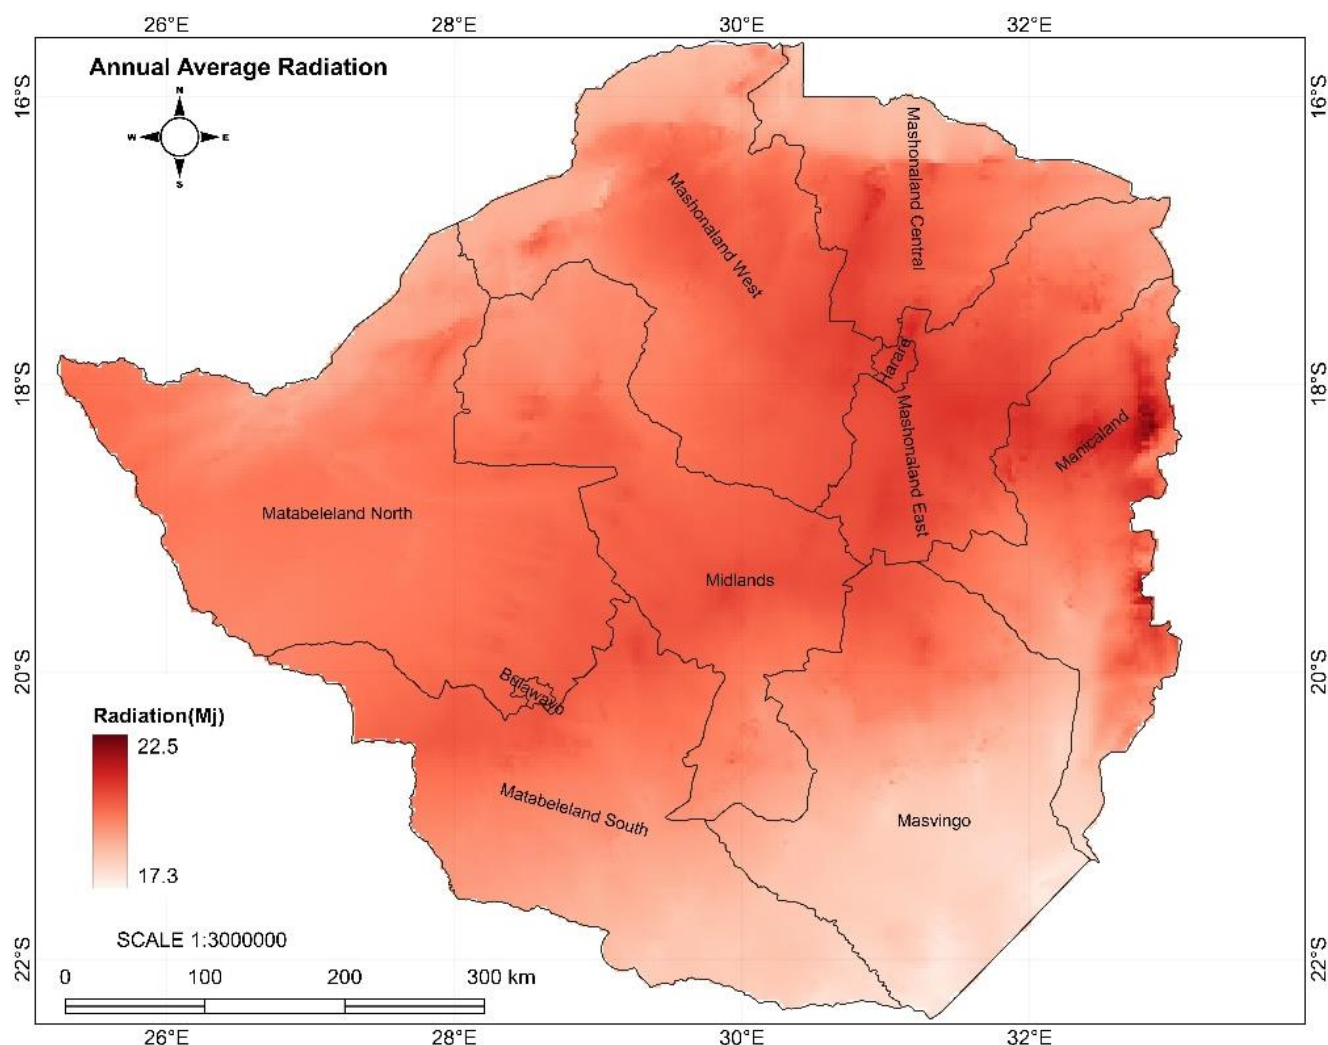 26°E 28°E 30°E 32°E
Annual Average Radiation
N
W E
S
16°S 16°S
Mashonaland Central
Mashonaland West
18°S 18°S
Harare
Mashonaland East
Manicaland
Matabeleland North
Midlands
20°S 20°S
Bulawayo
Radiation(Mj)
22.5
17.3
Matabeleland South
Masvingo
SCALE 1:3000000
22°S 22°S
0 100 200 300 km
26°E 28°E 30°E 32°E